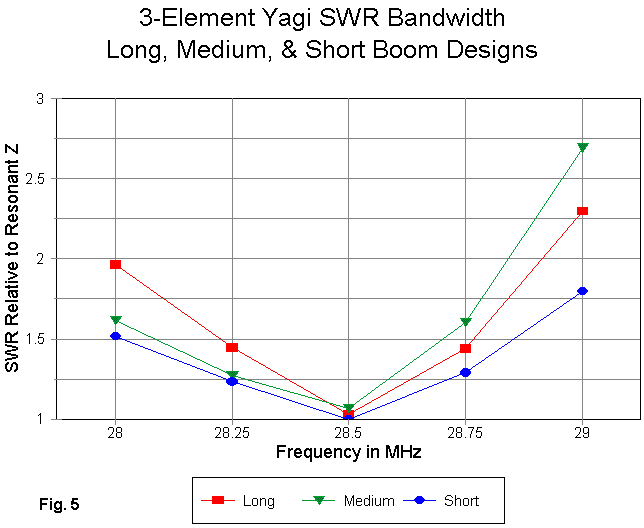 3-Element Yagi SWR Bandwidth
Long, Medium, & Short Boom Designs
SWR Relative to Resonant Z
3
2.5
2
1.5
1
28
28.25
28.5
28.75
29
Frequency in MHz
Fig. 5
Long
Medium
Short